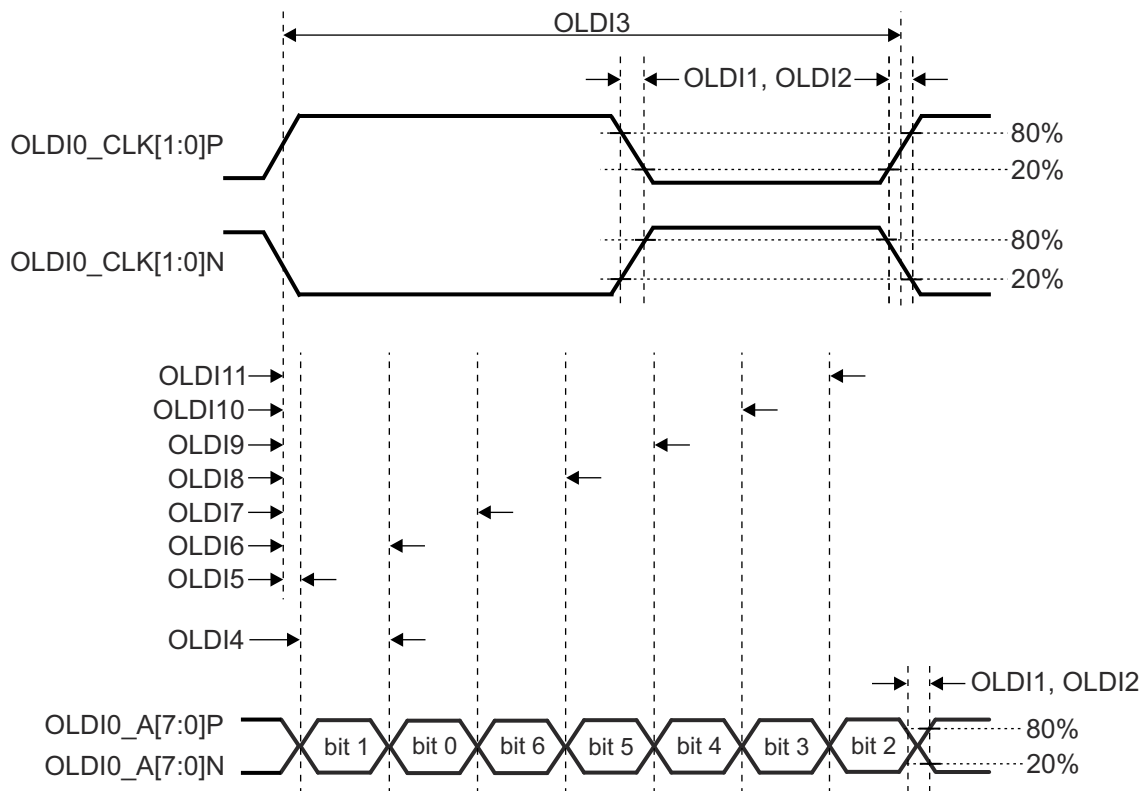 OLDI3
OLDI1, OLDI2
OLDI0_CLK[1:0]P
80%
20%
OLDI0_CLK[1:0]N
80%
20%
OLDI11
OLDI10
OLDI9
OLDI8
OLDI7
OLDI6
OLDI5
OLDI4
OLDI1, OLDI2
OLDI0_A[7:0]P
80%
bit 1 bit 0 bit 6 bit 5 bit 4 bit 3 bit 2
OLDI0_A[7:0]N
20%